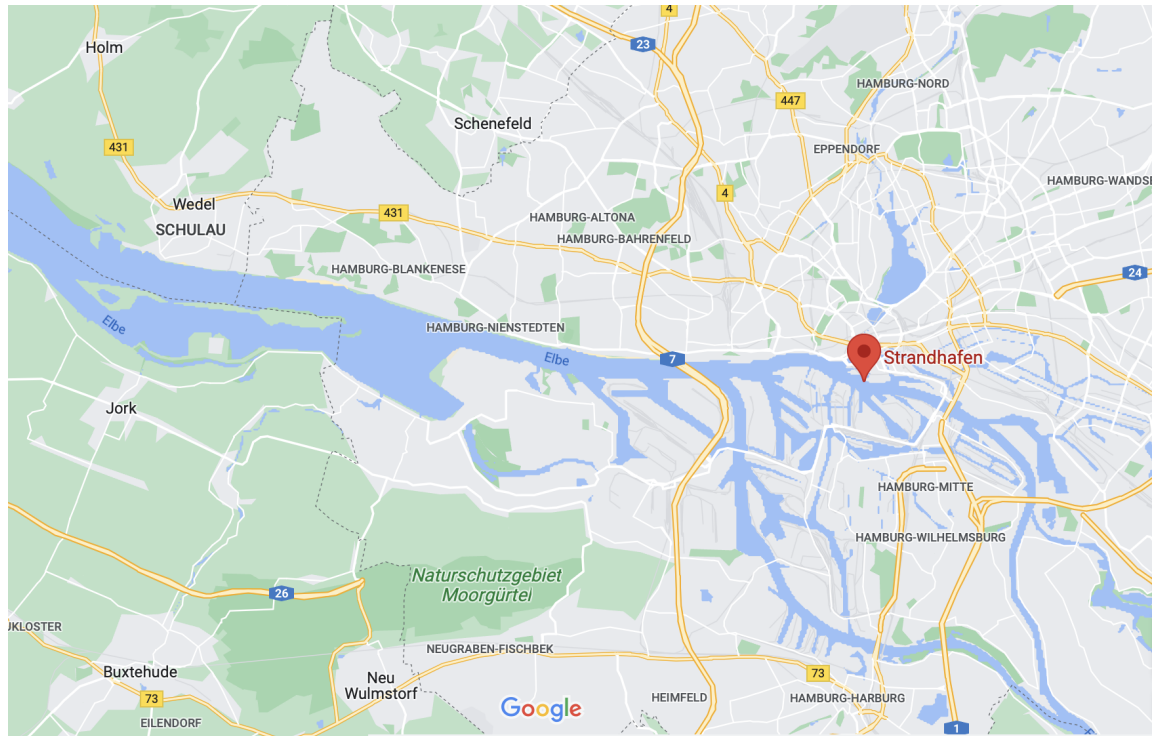 4
23
Holm
HAMBURG-NORD
447
Schenefeld
431
EPPENDORF
HAMBURG-WANDSB
4
Wedel
431
HAMBURG-ALTONA
SCHULAU
HAMBURG-BAHRENFELD
HAMBURG-BLANKENESE
24
Elbe
HAMBURG-NIENSTEDTEN
Elbe
7
Strandhafen
Jork
HAMBURG-MITTE
HAMBURG-WILHELMSBURG
Naturschutzgebiet
Moorgürtel
26
UKLOSTER
NEUGRABEN-FISCHBEK
Buxtehude
73
Neu
Wulmstorf
73
HEIMFELD
HAMBURG-HARBURG
Google
EILENDORF
1